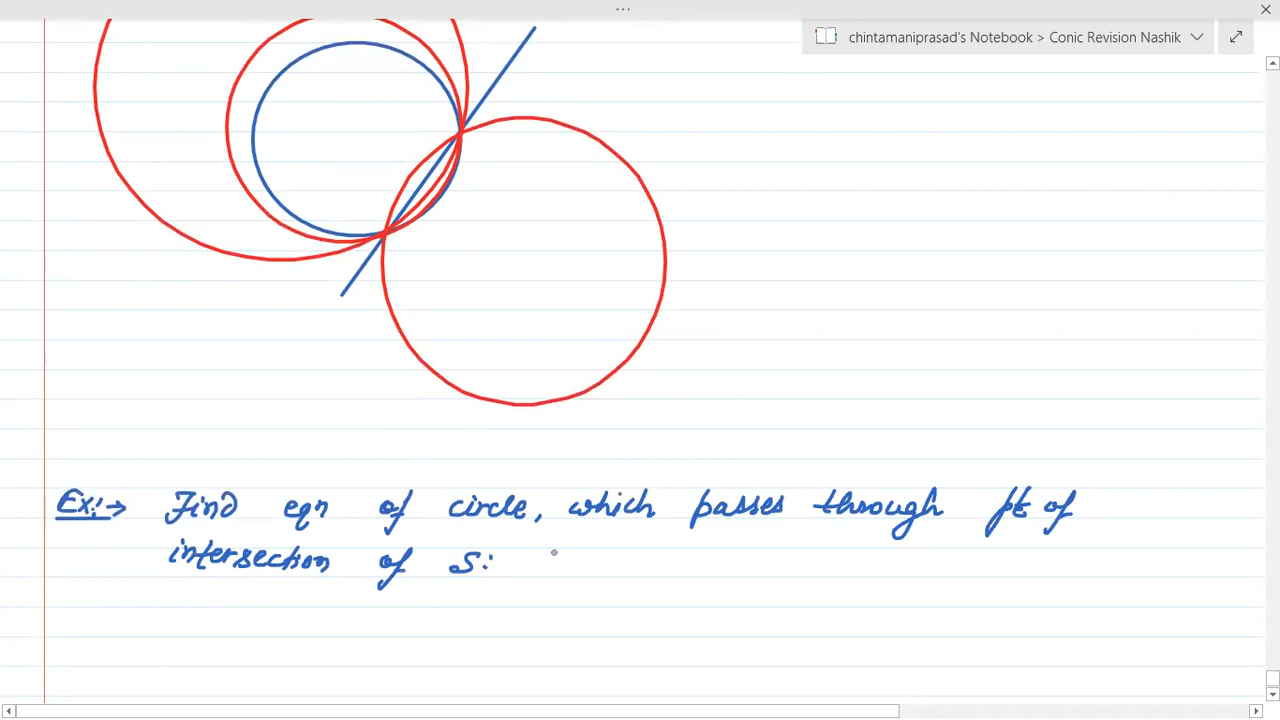 chintamaniprasad's Notebook > Conic Revision Nashik
Ex:→ Find eqn of circle, which passes through pt of
intersection of S: